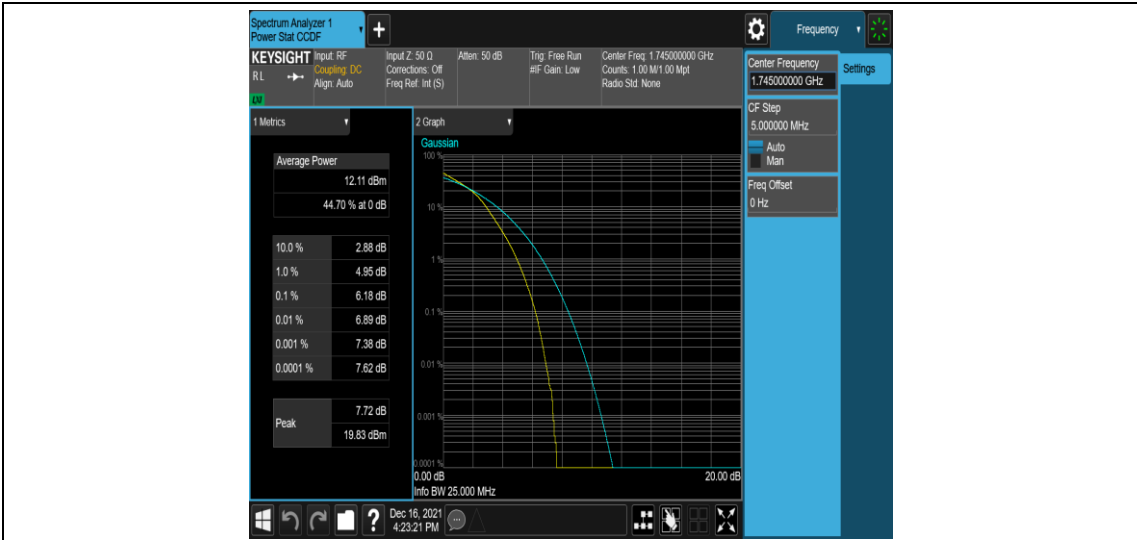 Spectrum Analyzer 1
Power Stat CCDF
Frequency
KEYSIGHT
R L
LXI
Input: RF
Coupling: DC
Align: Auto
Input Z: 50 Ω
Corrections: Off
Freq Ref: Int (S)
Atten: 50 dB
Trig: Free Run
#IF Gain: Low
Center Freq: 1.745000000 GHz
Counts: 1.00 M/1.00 Mpt
Radio Std: None
Center Frequency
1.745000000 GHz
Settings
CF Step
5.000000 MHz
Auto
Man
Freq Offset
0 Hz
1 Metrics
Average Power
12.11 dBm
44.70 % at 0 dB
10.0 % 2.88 dB
1.0 % 4.95 dB
0.1 % 6.18 dB
0.01 % 6.89 dB
0.001 % 7.38 dB
0.0001 % 7.62 dB
Peak 7.72 dB
19.83 dBm
2 Graph
Gaussian
100 %
10 %
1 %
0.1 %
0.01 %
0.001 %
0.0001 %
0.00 dB 20.00 dB
Info BW 25.000 MHz
?
Dec 16, 2021
4:23:21 PM